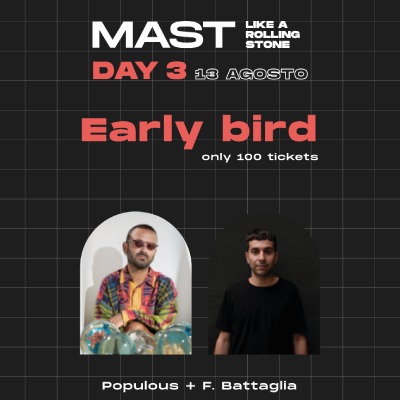 MAST
LIKE A
ROLLING
STONE
DAY 3 13 AGOSTO
Early bird
only 100 tickets
Populous + F. Battaglia